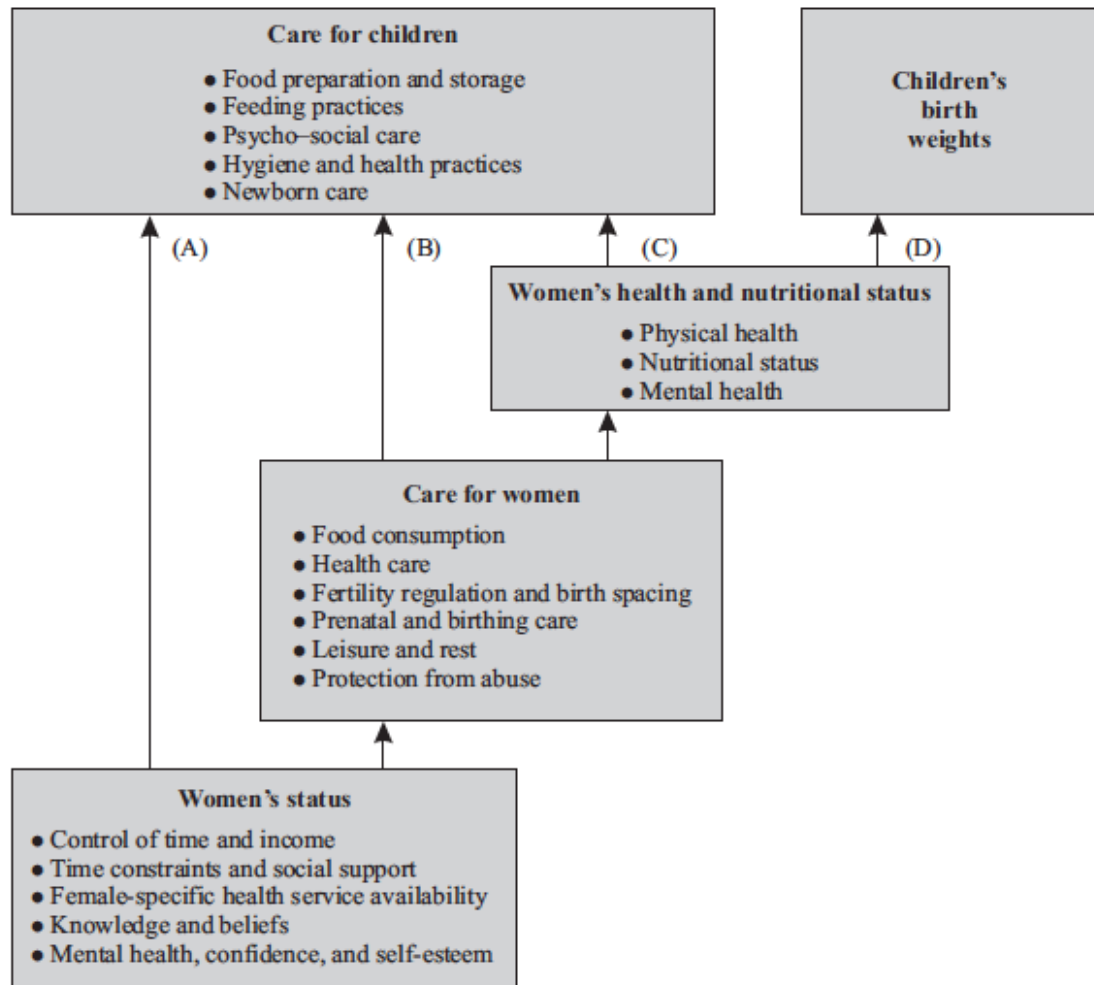 Care for children
● Food preparation and storage
● Feeding practices
● Psycho–social care
● Hygiene and health practices
● Newborn care
Children's
birth
weights
(A)
(B)
(C)
(D)
Women's health and nutritional status
● Physical health
● Nutritional status
● Mental health
Care for women
● Food consumption
● Health care
● Fertility regulation and birth spacing
● Prenatal and birthing care
● Leisure and rest
● Protection from abuse
Women's status
● Control of time and income
● Time constraints and social support
● Female-specific health service availability
● Knowledge and beliefs
● Mental health, confidence, and self-esteem